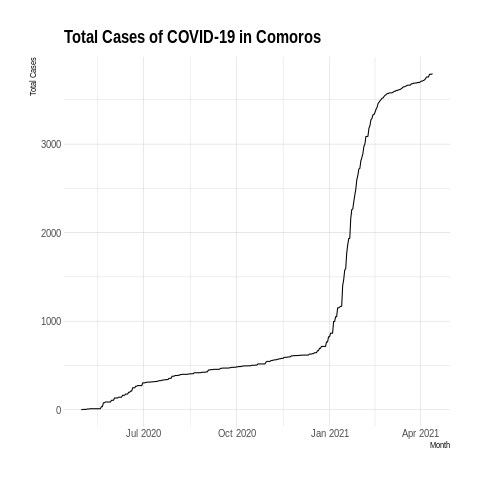 Total Cases of COVID-19 in Comoros
Total Cases
3000
2000
1000
0
Jul 2020
Oct 2020
Jan 2021
Apr 2021
Month